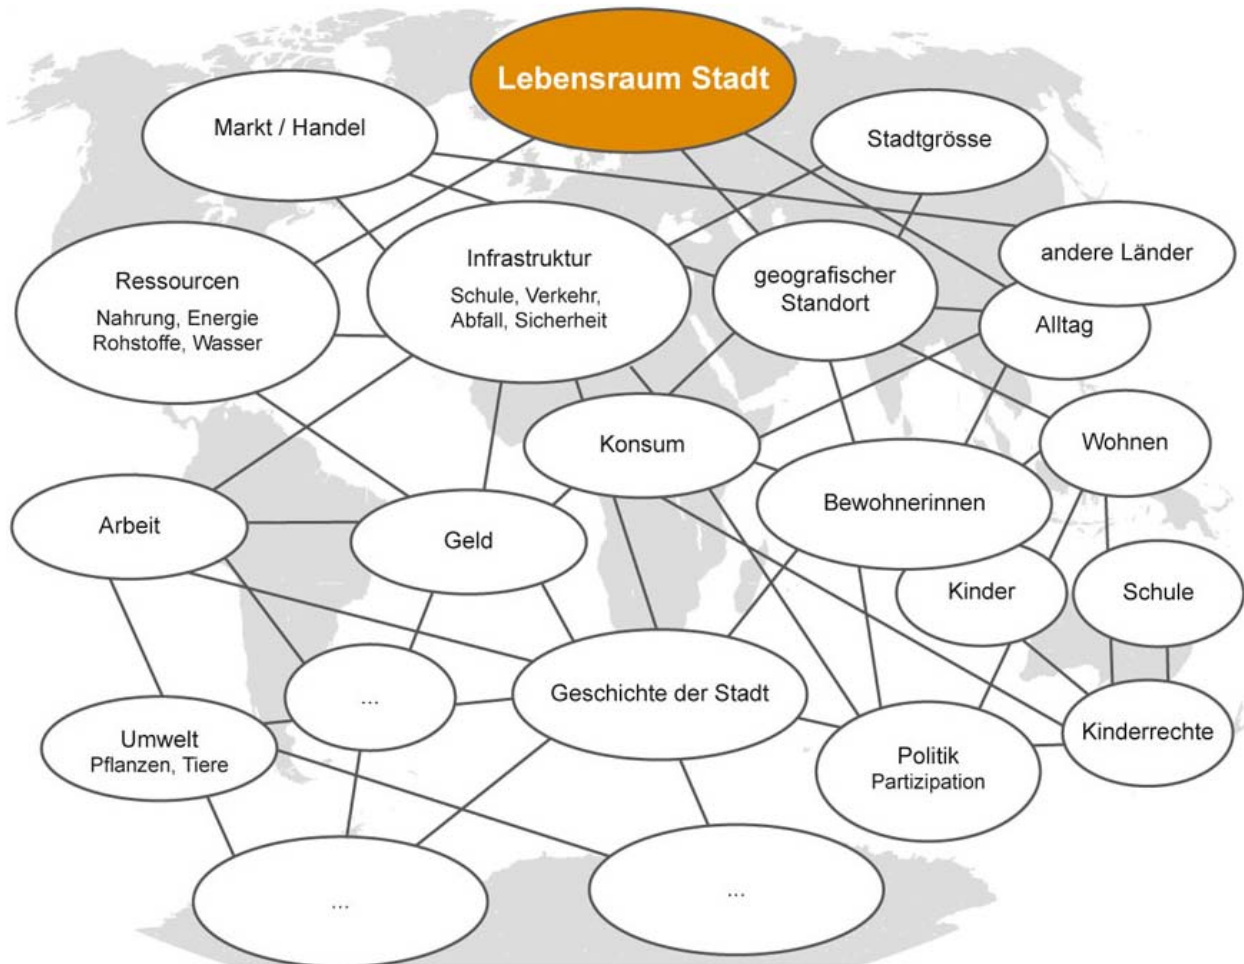 Lebensraum Stadt
Markt / Handel
Stadtgrösse
andere Länder
Ressourcen
Nahrung, Energie
Rohstoffe, Wasser
Infrastruktur
Schule, Verkehr,
Abfall, Sicherheit
geografischer
Standort
Alltag
Konsum
Wohnen
Bewohnerinnen
Arbeit
Geld
Kinder
Schule
...
Geschichte der Stadt
Umwelt
Pflanzen, Tiere
Politik
Partizipation
Kinderrechte
...
...